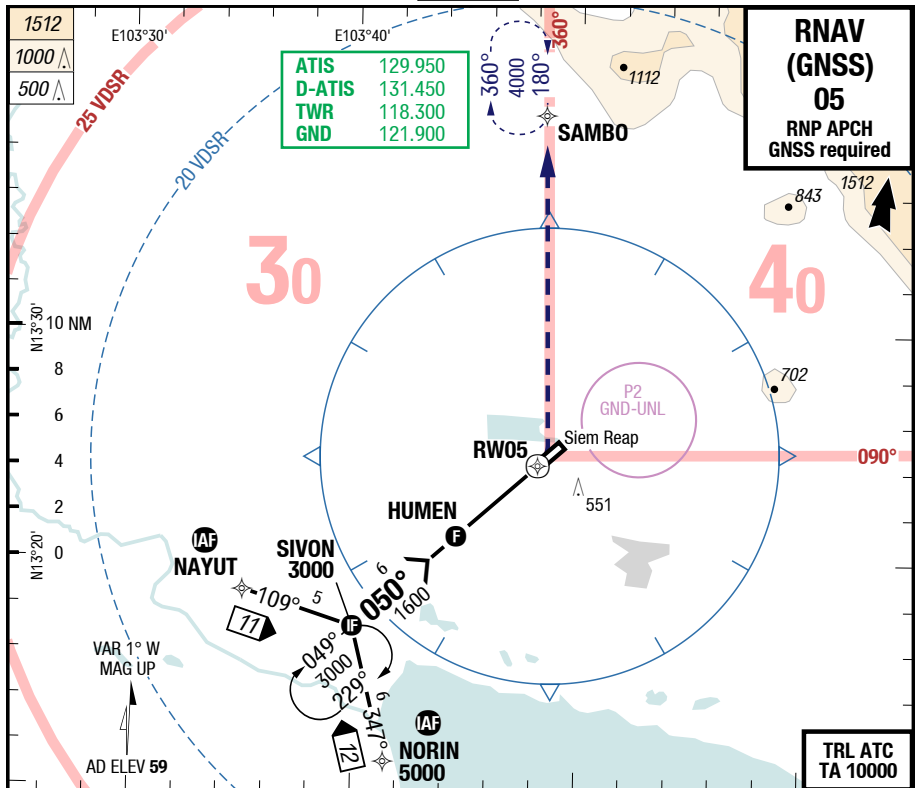 1512
1000
500
E103°30'
E103°40'
25 VDSR
20 VDSR
ATIS 129.950
D-ATIS 131.450
TWR 118.300
GND 121.900
360°
4000
180°
360°
SAMBO
1112
RNAV
(GNSS)
05
RNP APCH
GNSS required
843
1512
30
40
N13°30'
10 NM
8
6
4
2
0
N13°20'
702
P2
GND-UNL
Siem Reap
RW05
090°
551
HUMEN
F
IAF
NAYUT
SIVON
3000
6
050°
1600
109°
5
11
IF
049°
3000
229°
6
347°
12
IAF
NORIN
5000
VAR 1° W
MAG UP
AD ELEV 59
TRL ATC
TA 10000